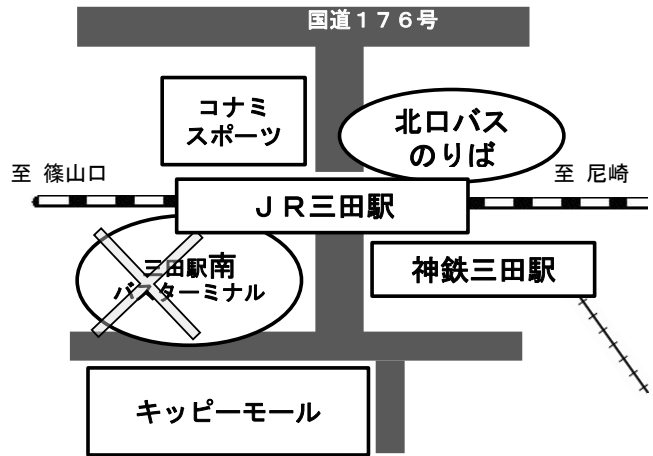 国道１７６号
コナミ
スポーツ
北口バス
のりば
至 篠山口
至 尼崎
ＪＲ三田駅
三田駅南
バスターミナル
神鉄三田駅
キッピーモール